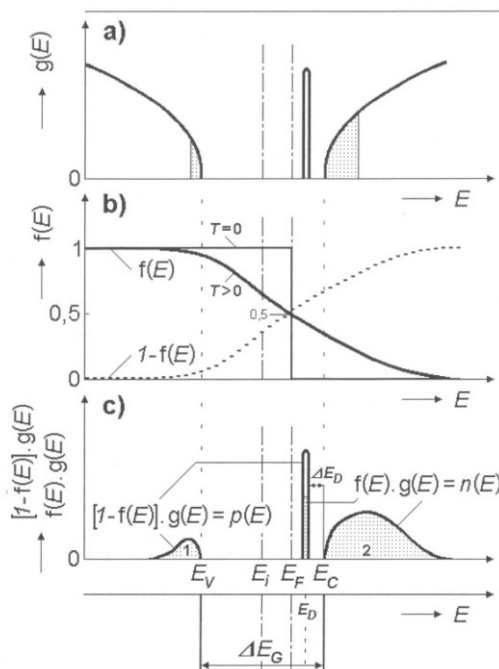 a)
g(E)
0
E
b)
f(E)
1
T=0
f(E)
T>0
0,5
0,5
1-f(E)
0
E
c)
[1-f(E)].g(E)
f(E).g(E)
ΔE_D
f(E).g(E)=n(E)
[1-f(E)].g(E)=p(E)
1
2
0
E
E_V
E_i
E_F
E_C
E_D
E
ΔE_G